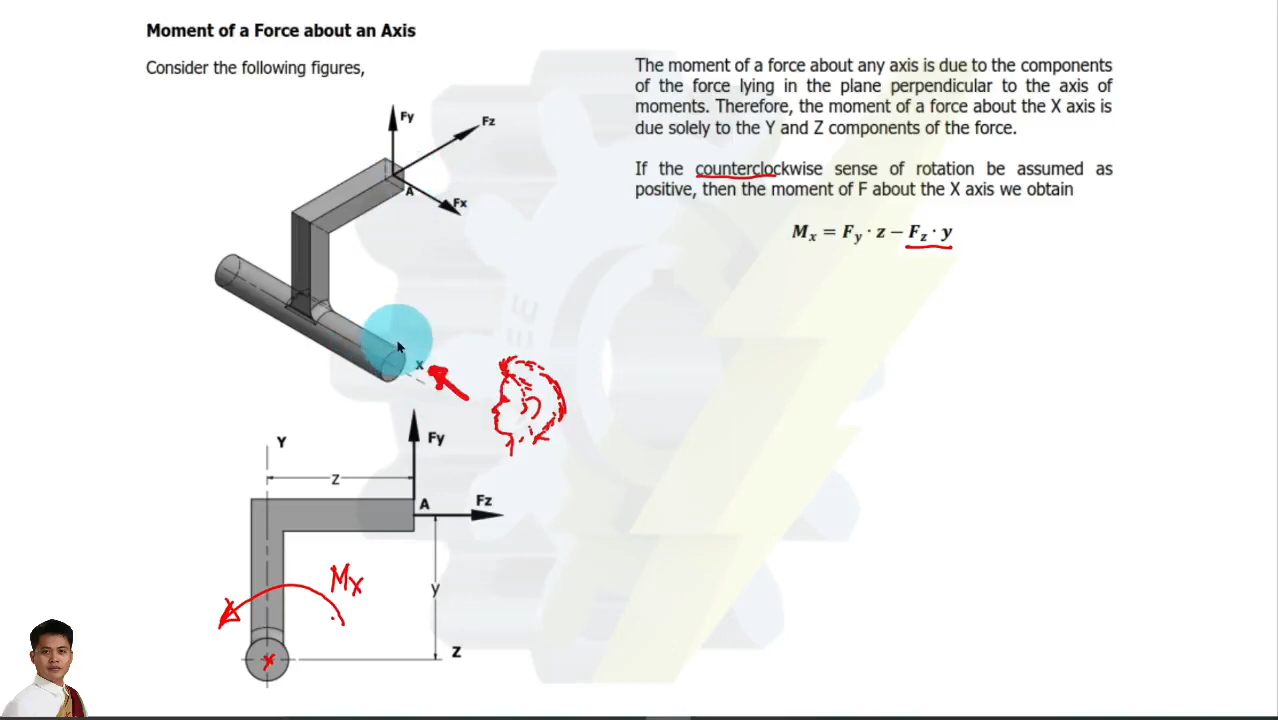 Moment of a Force about an Axis
Consider the following figures,
The moment of a force about any axis is due to the components
of the force lying in the plane perpendicular to the axis of
moments. Therefore, the moment of a force about the X axis is
due solely to the Y and Z components of the force.
If the counterclockwise sense of rotation be assumed as
positive, then the moment of F about the X axis we obtain
Mx = Fy · z − Fz · y
Fy
Fz
A
Fx
x
Y
Fy
z
A
Fz
Mx
y
Z
x